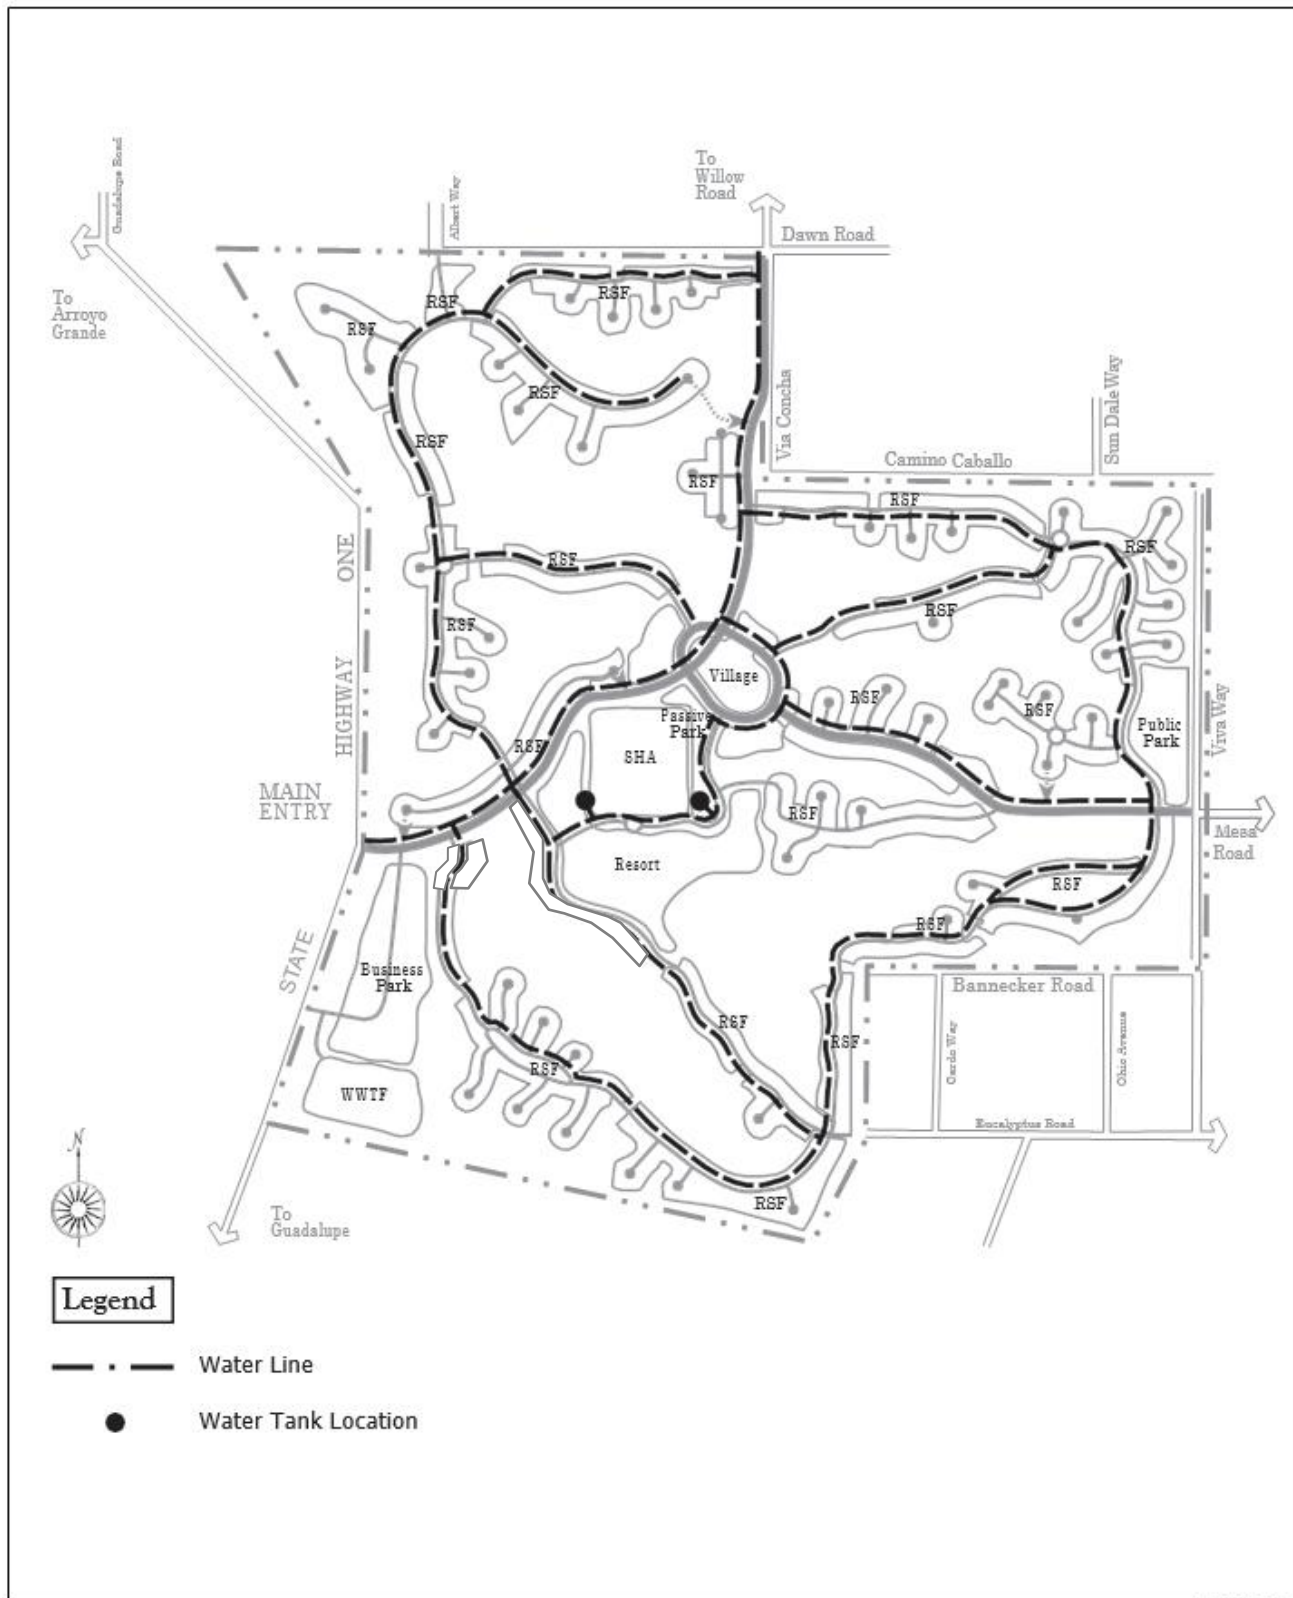 Guadalupe Road
Albert Way
To
Willow
Road
Dawn Road
To
Arroyo
Grande
RSF
RSF
RSF
RSF
RSF
Via Concha
Sun Dale Way
Camino Caballo
RSF
RSF
STATE HIGHWAY ONE
RSF
RSF
RSF
RSF
Village
RSF
RSF
Passive
Park
Public
Park
Viva Way
RSF
SHA
MAIN
ENTRY
RSF
Mesa
Road
Resort
RSF
RSF
Business
Park
Bannecker Road
RSF
RSF
Ohio Avenue
RSF
WWTF
Eucalyptus Road
RSF
N
To
Guadalupe
Legend
Water Line
Water Tank Location